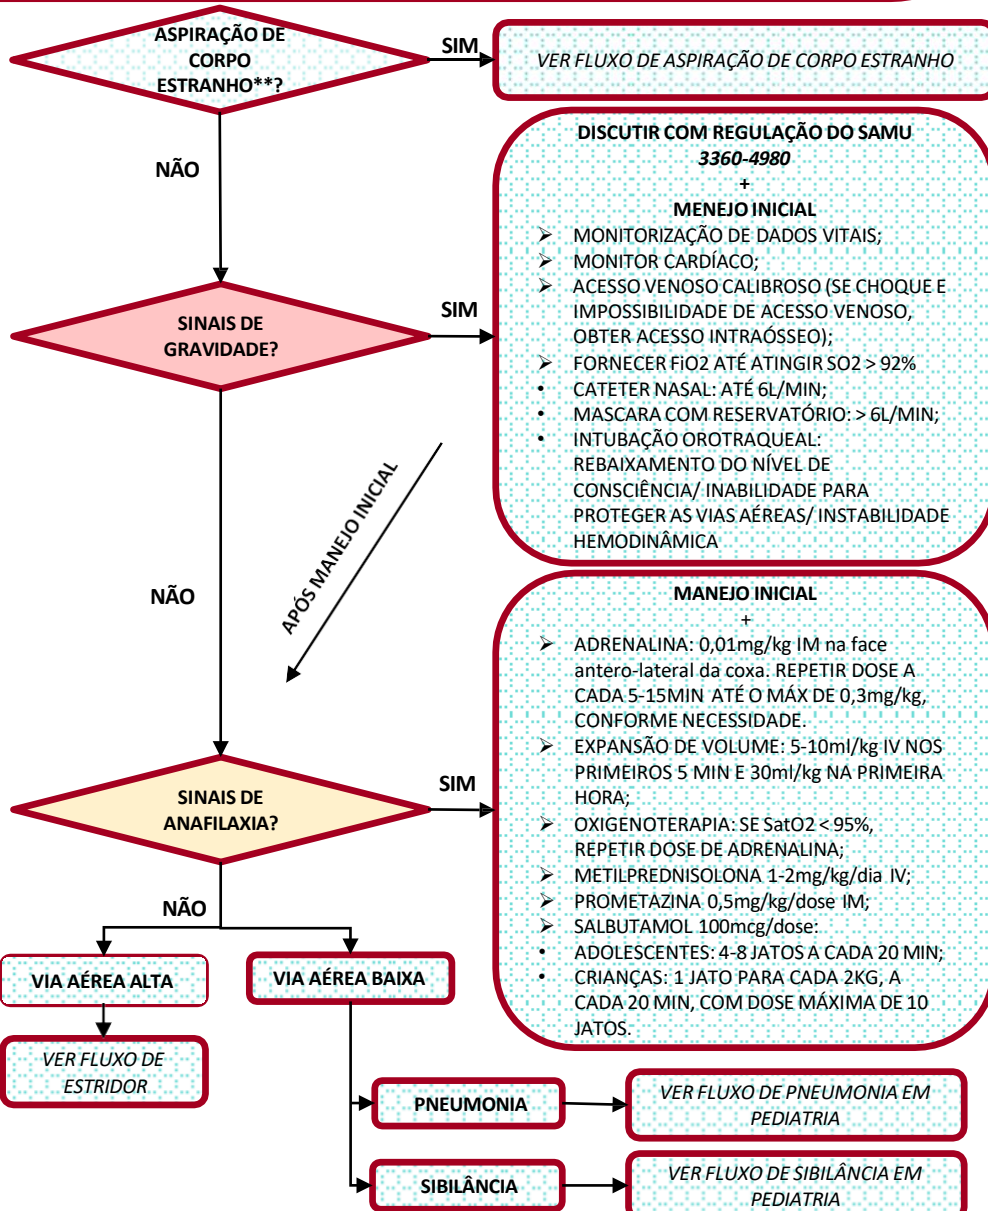 ASPIRAÇÃO DE
CORPO
ESTRANHO**?
SIM
VER FLUXO DE ASPIRAÇÃO DE CORPO ESTRANHO
NÃO
DISCUTIR COM REGULAÇÃO DO SAMU
3360-4980
+
MENEJO INICIAL
➢ MONITORIZAÇÃO DE DADOS VITAIS;
➢ MONITOR CARDÍACO;
➢ ACESSO VENOSO CALIBROSO (SE CHOQUE E
IMPOSSIBILIDADE DE ACESSO VENOSO,
OBTER ACESSO INTRAÓSSEO);
➢ FORNECER FiO2 ATÉ ATINGIR SO2 > 92%
• CATETER NASAL: ATÉ 6L/MIN;
• MASCARA COM RESERVATÓRIO: > 6L/MIN;
• INTUBAÇÃO OROTRAQUEAL:
REBAIXAMENTO DO NÍVEL DE
CONSCIÊNCIA/ INABILIDADE PARA
PROTEGER AS VIAS AÉREAS/ INSTABILIDADE
HEMODINÂMICA
SINAIS DE
GRAVIDADE?
SIM
APÓS MANEJO INICIAL
NÃO
SINAIS DE
ANAFILAXIA?
SIM
MANEJO INICIAL
+
➢ ADRENALINA: 0,01mg/kg IM na face
antero-lateral da coxa. REPETIR DOSE A
CADA 5-15MIN ATÉ O MÁX DE 0,3mg/kg,
CONFORME NECESSIDADE.
➢ EXPANSÃO DE VOLUME: 5-10ml/kg IV NOS
PRIMEIROS 5 MIN E 30ml/kg NA PRIMEIRA
HORA;
➢ OXIGENOTERAPIA: SE SatO2 < 95%,
REPETIR DOSE DE ADRENALINA;
➢ METILPREDNISOLONA 1-2mg/kg/dia IV;
➢ PROMETAZINA 0,5mg/kg/dose IM;
➢ SALBUTAMOL 100mcg/dose:
• ADOLESCENTES: 4-8 JATOS A CADA 20 MIN;
• CRIANÇAS: 1 JATO PARA CADA 2KG, A
CADA 20 MIN, COM DOSE MÁXIMA DE 10
JATOS.
NÃO
VIA AÉREA ALTA
VIA AÉREA BAIXA
VER FLUXO DE
ESTRIDOR
PNEUMONIA
VER FLUXO DE PNEUMONIA EM
PEDIATRIA
SIBILÂNCIA
VER FLUXO DE SIBILÂNCIA EM
PEDIATRIA